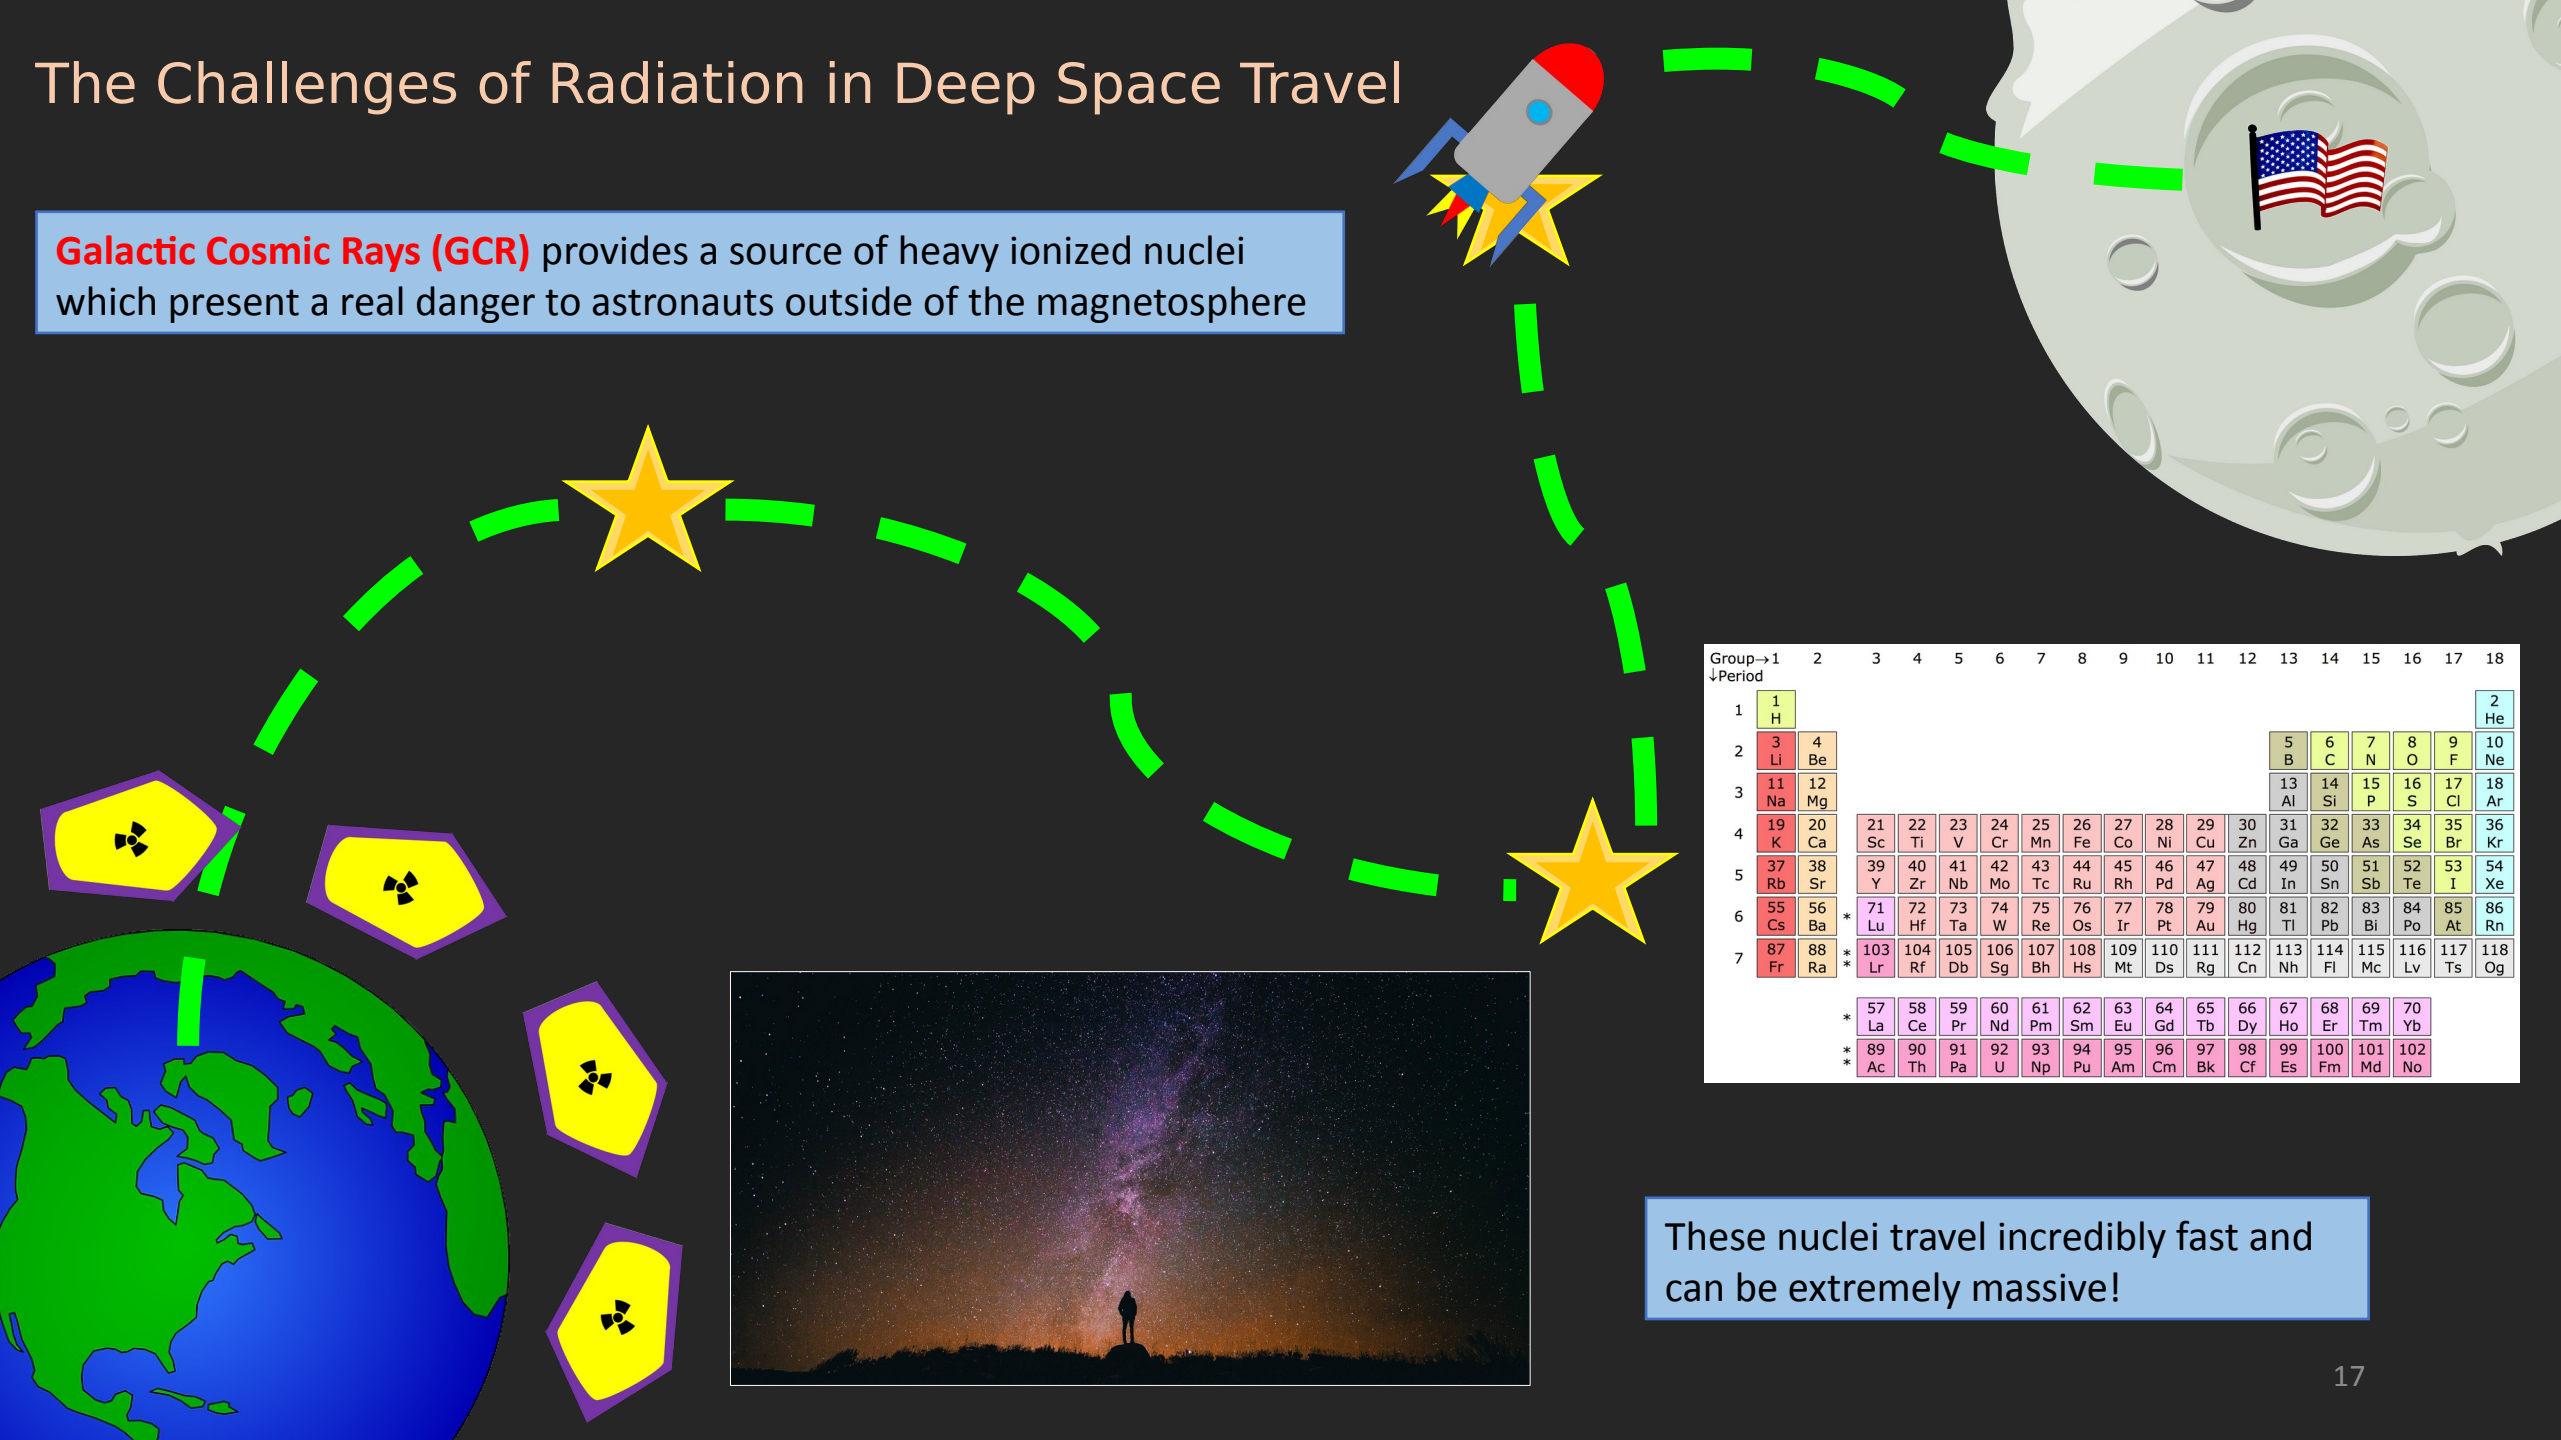 The Challenges of Radiation in Deep Space Travel
Galactic Cosmic Rays (GCR) provides a source of heavy ionized nuclei
which present a real danger to astronauts outside of the magnetosphere
Group→1 2 3 4 5 6 7 8 9 10 11 12 13 14 15 16 17 18
↓Period
1 2
1 H He
3 4 5 6 7 8 9 10
2 Li Be B C N O F Ne
11 12 13 14 15 16 17 18
3 Na Mg Al Si P S Cl Ar
19 20 21 22 23 24 25 26 27 28 29 30 31 32 33 34 35 36
4 K Ca Sc Ti V Cr Mn Fe Co Ni Cu Zn Ga Ge As Se Br Kr
37 38 39 40 41 42 43 44 45 46 47 48 49 50 51 52 53 54
5 Rb Sr Y Zr Nb Mo Tc Ru Rh Pd Ag Cd In Sn Sb Te I Xe
55 56 71 72 73 74 75 76 77 78 79 80 81 82 83 84 85 86
6 Cs Ba * Lu Hf Ta W Re Os Ir Pt Au Hg Tl Pb Bi Po At Rn
87 88 * 103 104 105 106 107 108 109 110 111 112 113 114 115 116 117 118
7 Fr Ra * Lr Rf Db Sg Bh Hs Mt Ds Rg Cn Nh Fl Mc Lv Ts Og
57 58 59 60 61 62 63 64 65 66 67 68 69 70
* La Ce Pr Nd Pm Sm Eu Gd Tb Dy Ho Er Tm Yb
* 89 90 91 92 93 94 95 96 97 98 99 100 101 102
* Ac Th Pa U Np Pu Am Cm Bk Cf Es Fm Md No
These nuclei travel incredibly fast and
can be extremely massive!
17